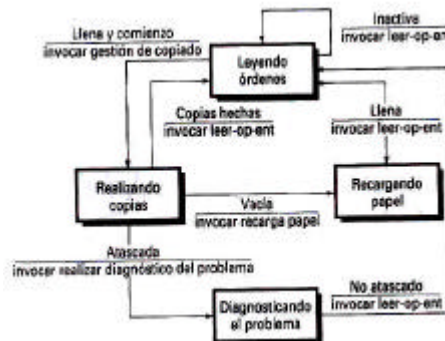 Llena y comienzo
invocar gestión de copiado
Inactiva
invocar leer-op-ent
Leyendo
órdenes
Copias hechas
invocar leer-op-ent
Llena
invocar leer-op-ent
Realizando
copias
Vacía
invocar recarga papel
Recargando
papel
Atascada
invocar realizar diagnóstico del problema
No atascado
invocar leer-op-ent
Diagnosticando
el problema